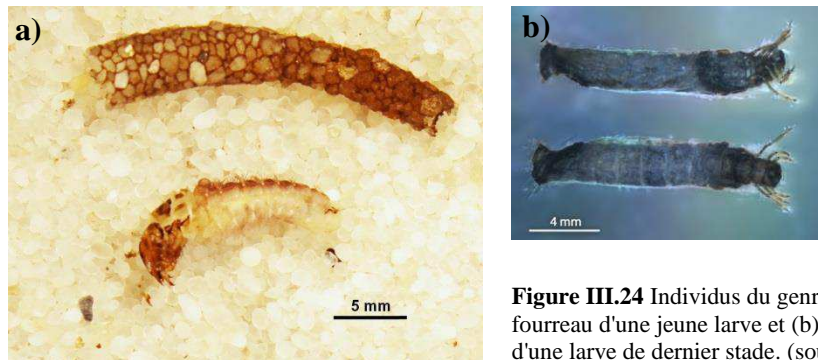 a)
b)
5 mm
4 mm
Figure III.24 Individus du genr
fourreau d'une jeune larve et (b)
d'une larve de dernier stade. (sou